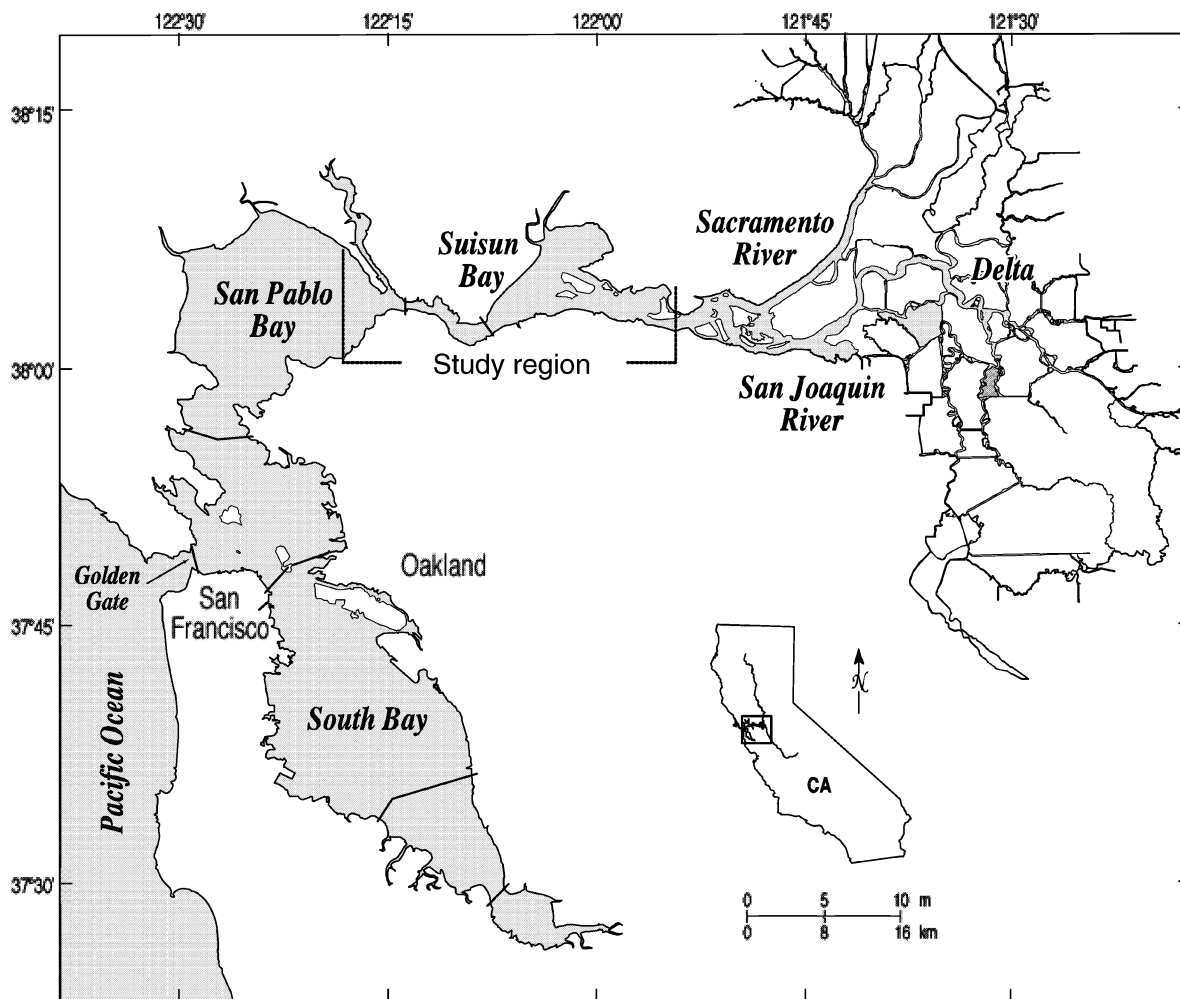 122°30'
122°15'
122°00'
121°45'
121°30'
38°15'
Sacramento
River
Suisun
Bay
Delta
San Pablo
Bay
Study region
38°00'
San Joaquin
River
Oakland
Golden
Gate
San
Francisco
37°45'
N
Pacific Ocean
South Bay
CA
37°30'
0 5 10 m
0 8 16 km